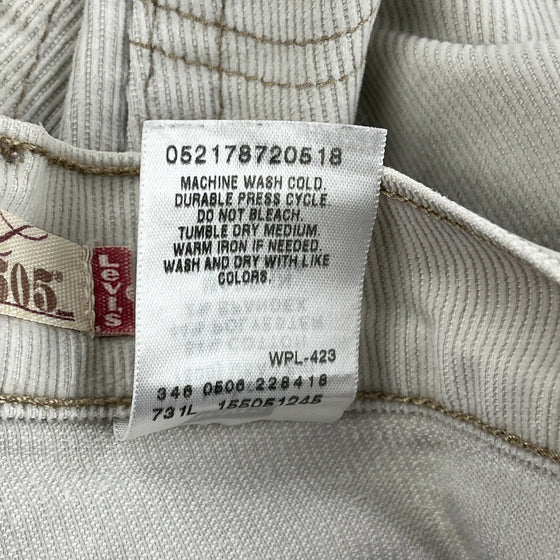 052178720518
MACHINE WASH COLD.
DURABLE PRESS CYCLE
DO NOT BLEACH.
TUMBLE DRY MEDIUM.
WARM IRON IF NEEDED.
WASH AND DRY WITH LIKE
COLORS.
WPL-423
346 0506 228418
731L 155051245
505
Levi's